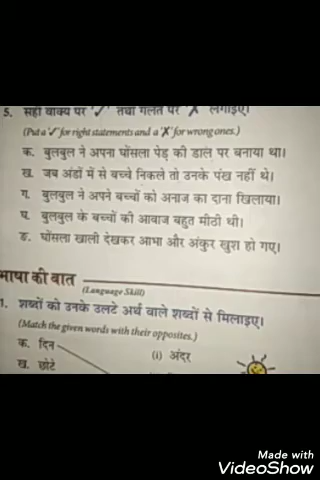 5. सही वाक्य पर '✓' तथा गलत पर '✗' लगाइए।
(Put a '✓' for right statements and a '✗' for wrong ones.)
क. बुलबुल ने अपना घोंसला पेड़ की डाल पर बनाया था।
ख. जब अंडों में से बच्चे निकले तो उनके पंख नहीं थे।
ग. बुलबुल ने अपने बच्चों को अनाज का दाना खिलाया।
घ. बुलबुल के बच्चों की आवाज बहुत मीठी थी।
ङ. घोंसला खाली देखकर आभा और अंकुर खुश हो गए।
भाषा की बात
(Language Skill)
1. शब्दों को उनके उलटे अर्थ वाले शब्दों से मिलाइए।
(Match the given words with their opposites.)
क. दिन
(i) अंदर
ख. छोटे
Made with
VideoShow